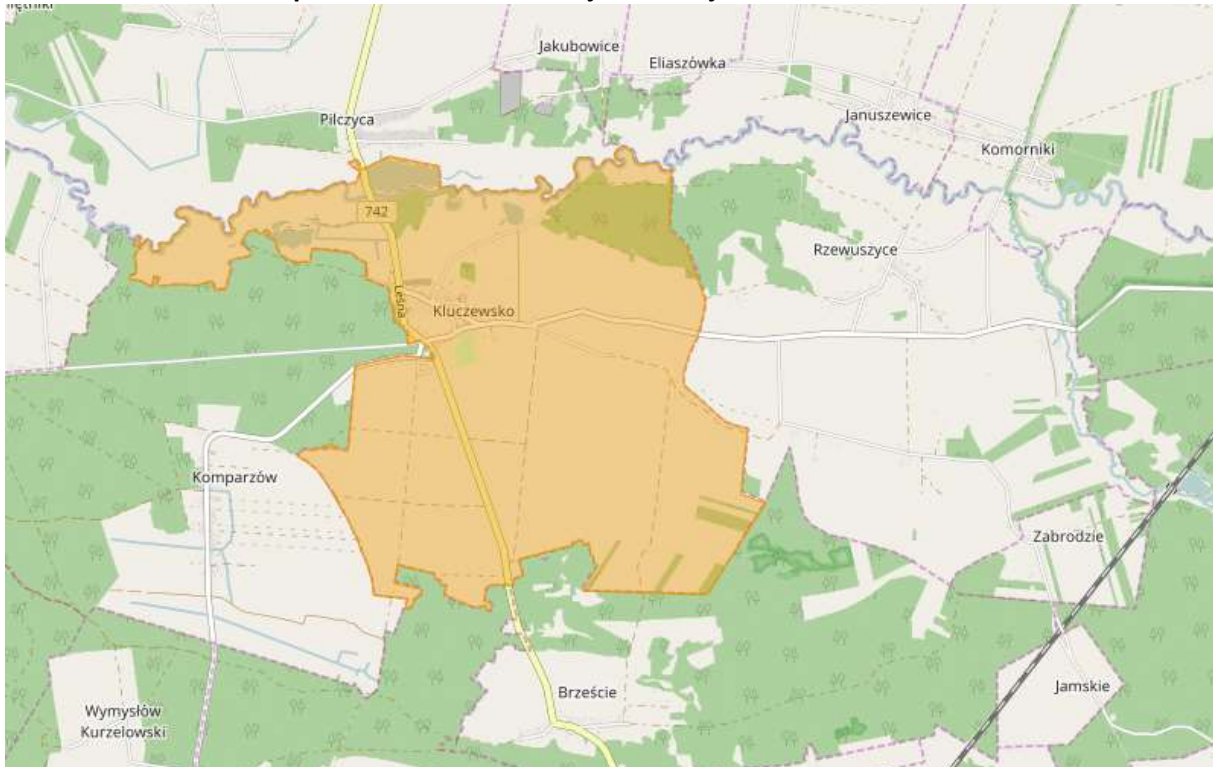 Jakubowice
Eliaszówka
Pilczyca
Januszewice
Komorniki
742
Rzewuszyce
Leśna
Kluczewsko
Komparzów
Zabrodzie
Brzeście
Jamskie
Wymysłów
Kurzelowski